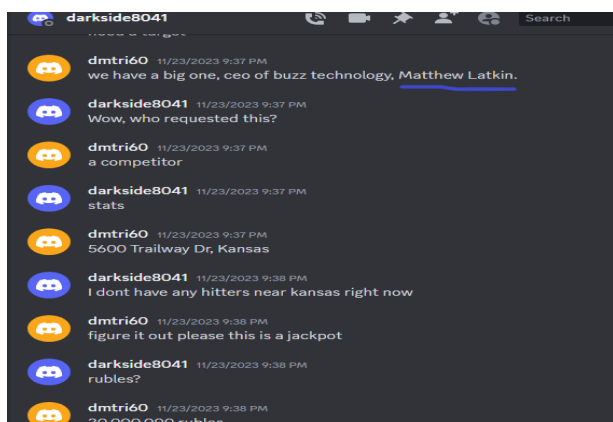 darkside8041 Search
dmtri60 11/23/2023 9:37 PM
we have a big one, ceo of buzz technology, Matthew Latkin.
darkside8041 11/23/2023 9:37 PM
Wow, who requested this?
dmtri60 11/23/2023 9:37 PM
a competitor
darkside8041 11/23/2023 9:37 PM
stats
dmtri60 11/23/2023 9:37 PM
5600 Trailway Dr, Kansas
darkside8041 11/23/2023 9:38 PM
I dont have any hitters near kansas right now
dmtri60 11/23/2023 9:38 PM
figure it out please this is a jackpot
darkside8041 11/23/2023 9:38 PM
rubles?
dmtri60 11/23/2023 9:38 PM